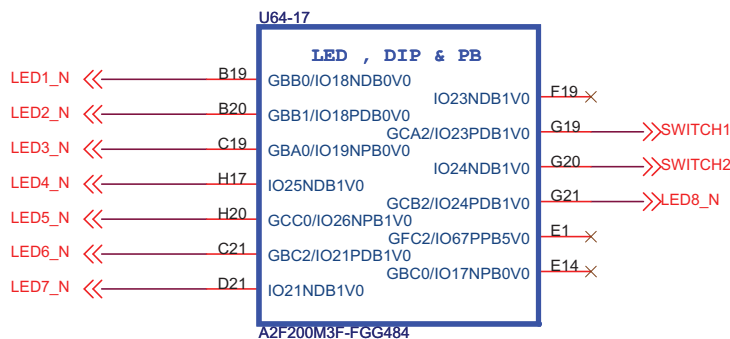 U64-17
LED , DIP & PB
LED1_N B19 GBB0/IO18NDB0V0
LED2_N B20 GBB1/IO18PDB0V0
LED3_N C19 GBA0/IO19NPB0V0
LED4_N H17 IO25NDB1V0
LED5_N H20 GCC0/IO26NPB1V0
LED6_N C21 GBC2/IO21PDB1V0
LED7_N D21 IO21NDB1V0
IO23NDB1V0 F19
GCA2/IO23PDB1V0 G19 SWITCH1
IO24NDB1V0 G20 SWITCH2
GCB2/IO24PDB1V0 G21 LED8_N
GFC2/IO67PPB5V0 E1
GBC0/IO17NPB0V0 E14
A2F200M3F-FGG484